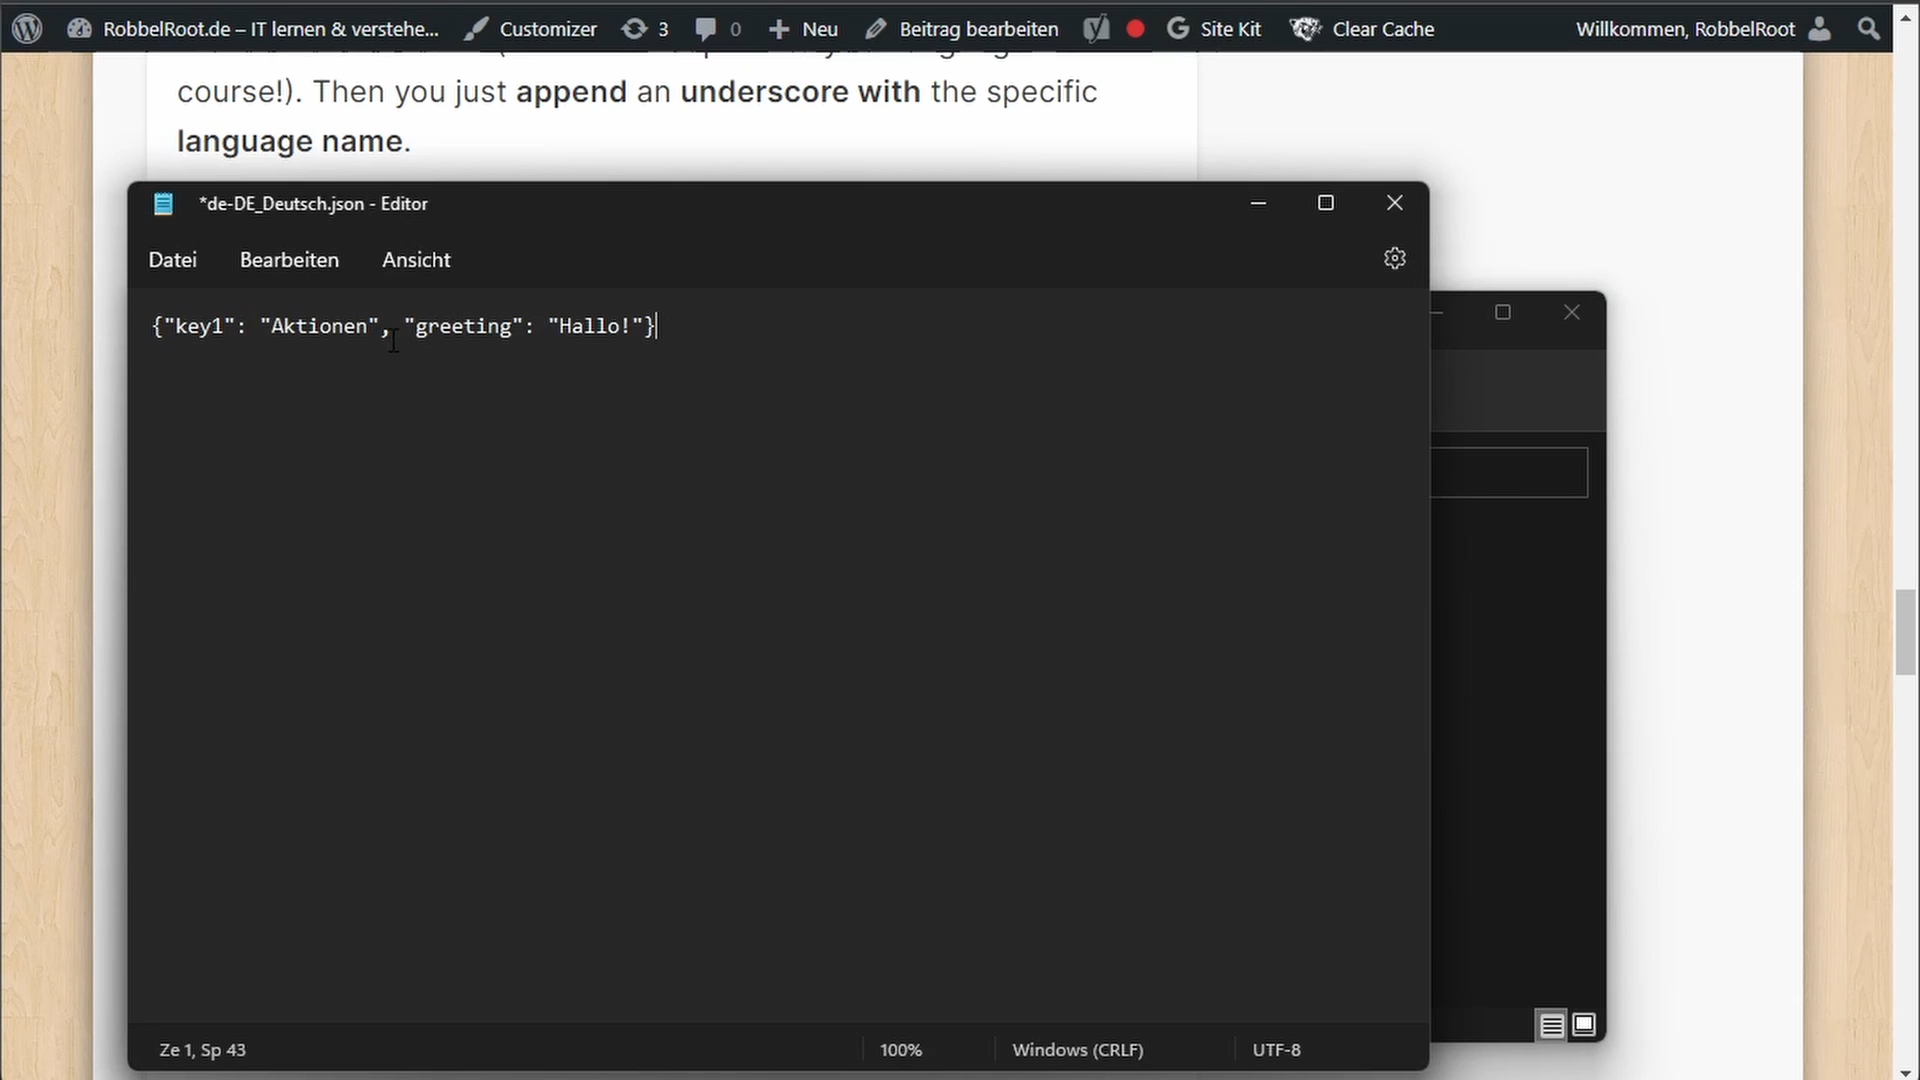 RobbelRoot.de – IT lernen & verstehe... Customizer 3 0 Neu Beitrag bearbeiten Site Kit Clear Cache Willkommen, RobbelRoot
course!). Then you just append an underscore with the specific
language name.
*de-DE_Deutsch.json - Editor
Datei Bearbeiten Ansicht
{"key1": "Aktionen", "greeting": "Hallo!"}
Ze 1, Sp 43 100% Windows (CRLF) UTF-8